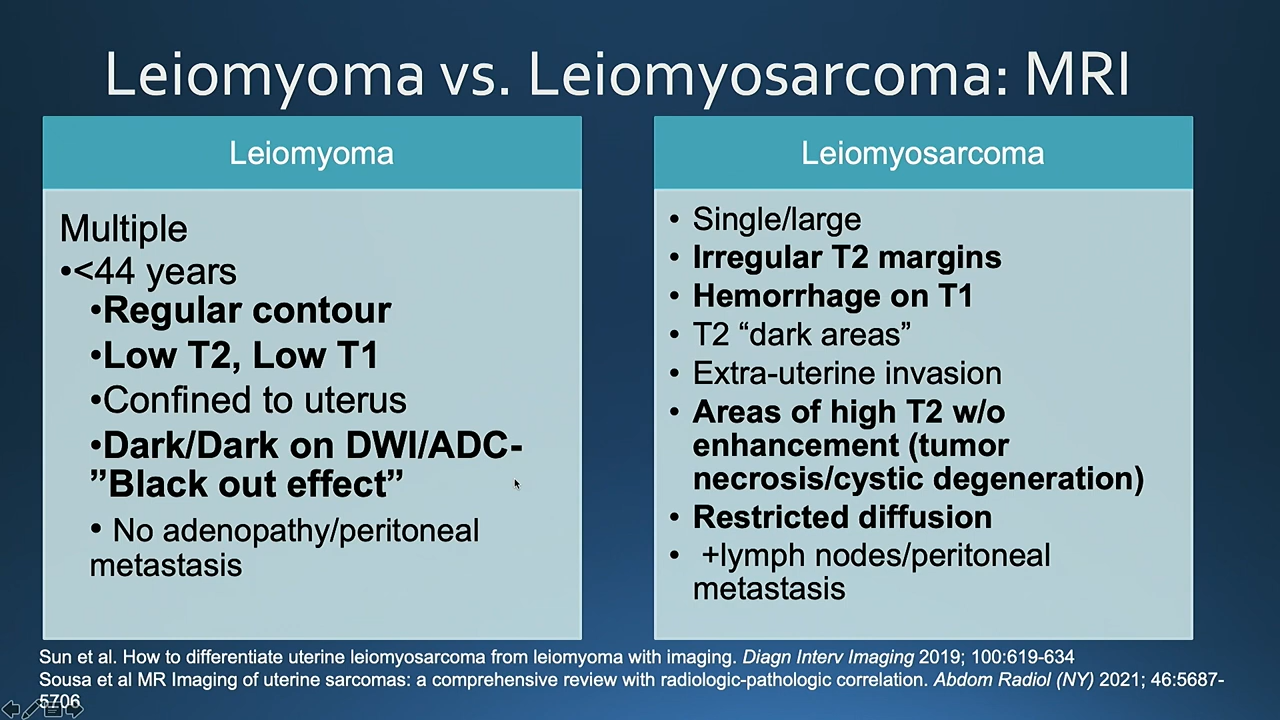 Leiomyoma vs. Leiomyosarcoma: MRI
Leiomyoma
Multiple
•<44 years
•Regular contour
•Low T2, Low T1
•Confined to uterus
•Dark/Dark on DWI/ADC-
”Black out effect”
• No adenopathy/peritoneal
metastasis
Leiomyosarcoma
• Single/large
• Irregular T2 margins
• Hemorrhage on T1
• T2 “dark areas”
• Extra-uterine invasion
• Areas of high T2 w/o
enhancement (tumor
necrosis/cystic degeneration)
• Restricted diffusion
• +lymph nodes/peritoneal
metastasis
Sun et al. How to differentiate uterine leiomyosarcoma from leiomyoma with imaging. Diagn Interv Imaging 2019; 100:619-634
Sousa et al MR Imaging of uterine sarcomas: a comprehensive review with radiologic-pathologic correlation. Abdom Radiol (NY) 2021; 46:5687-
5706